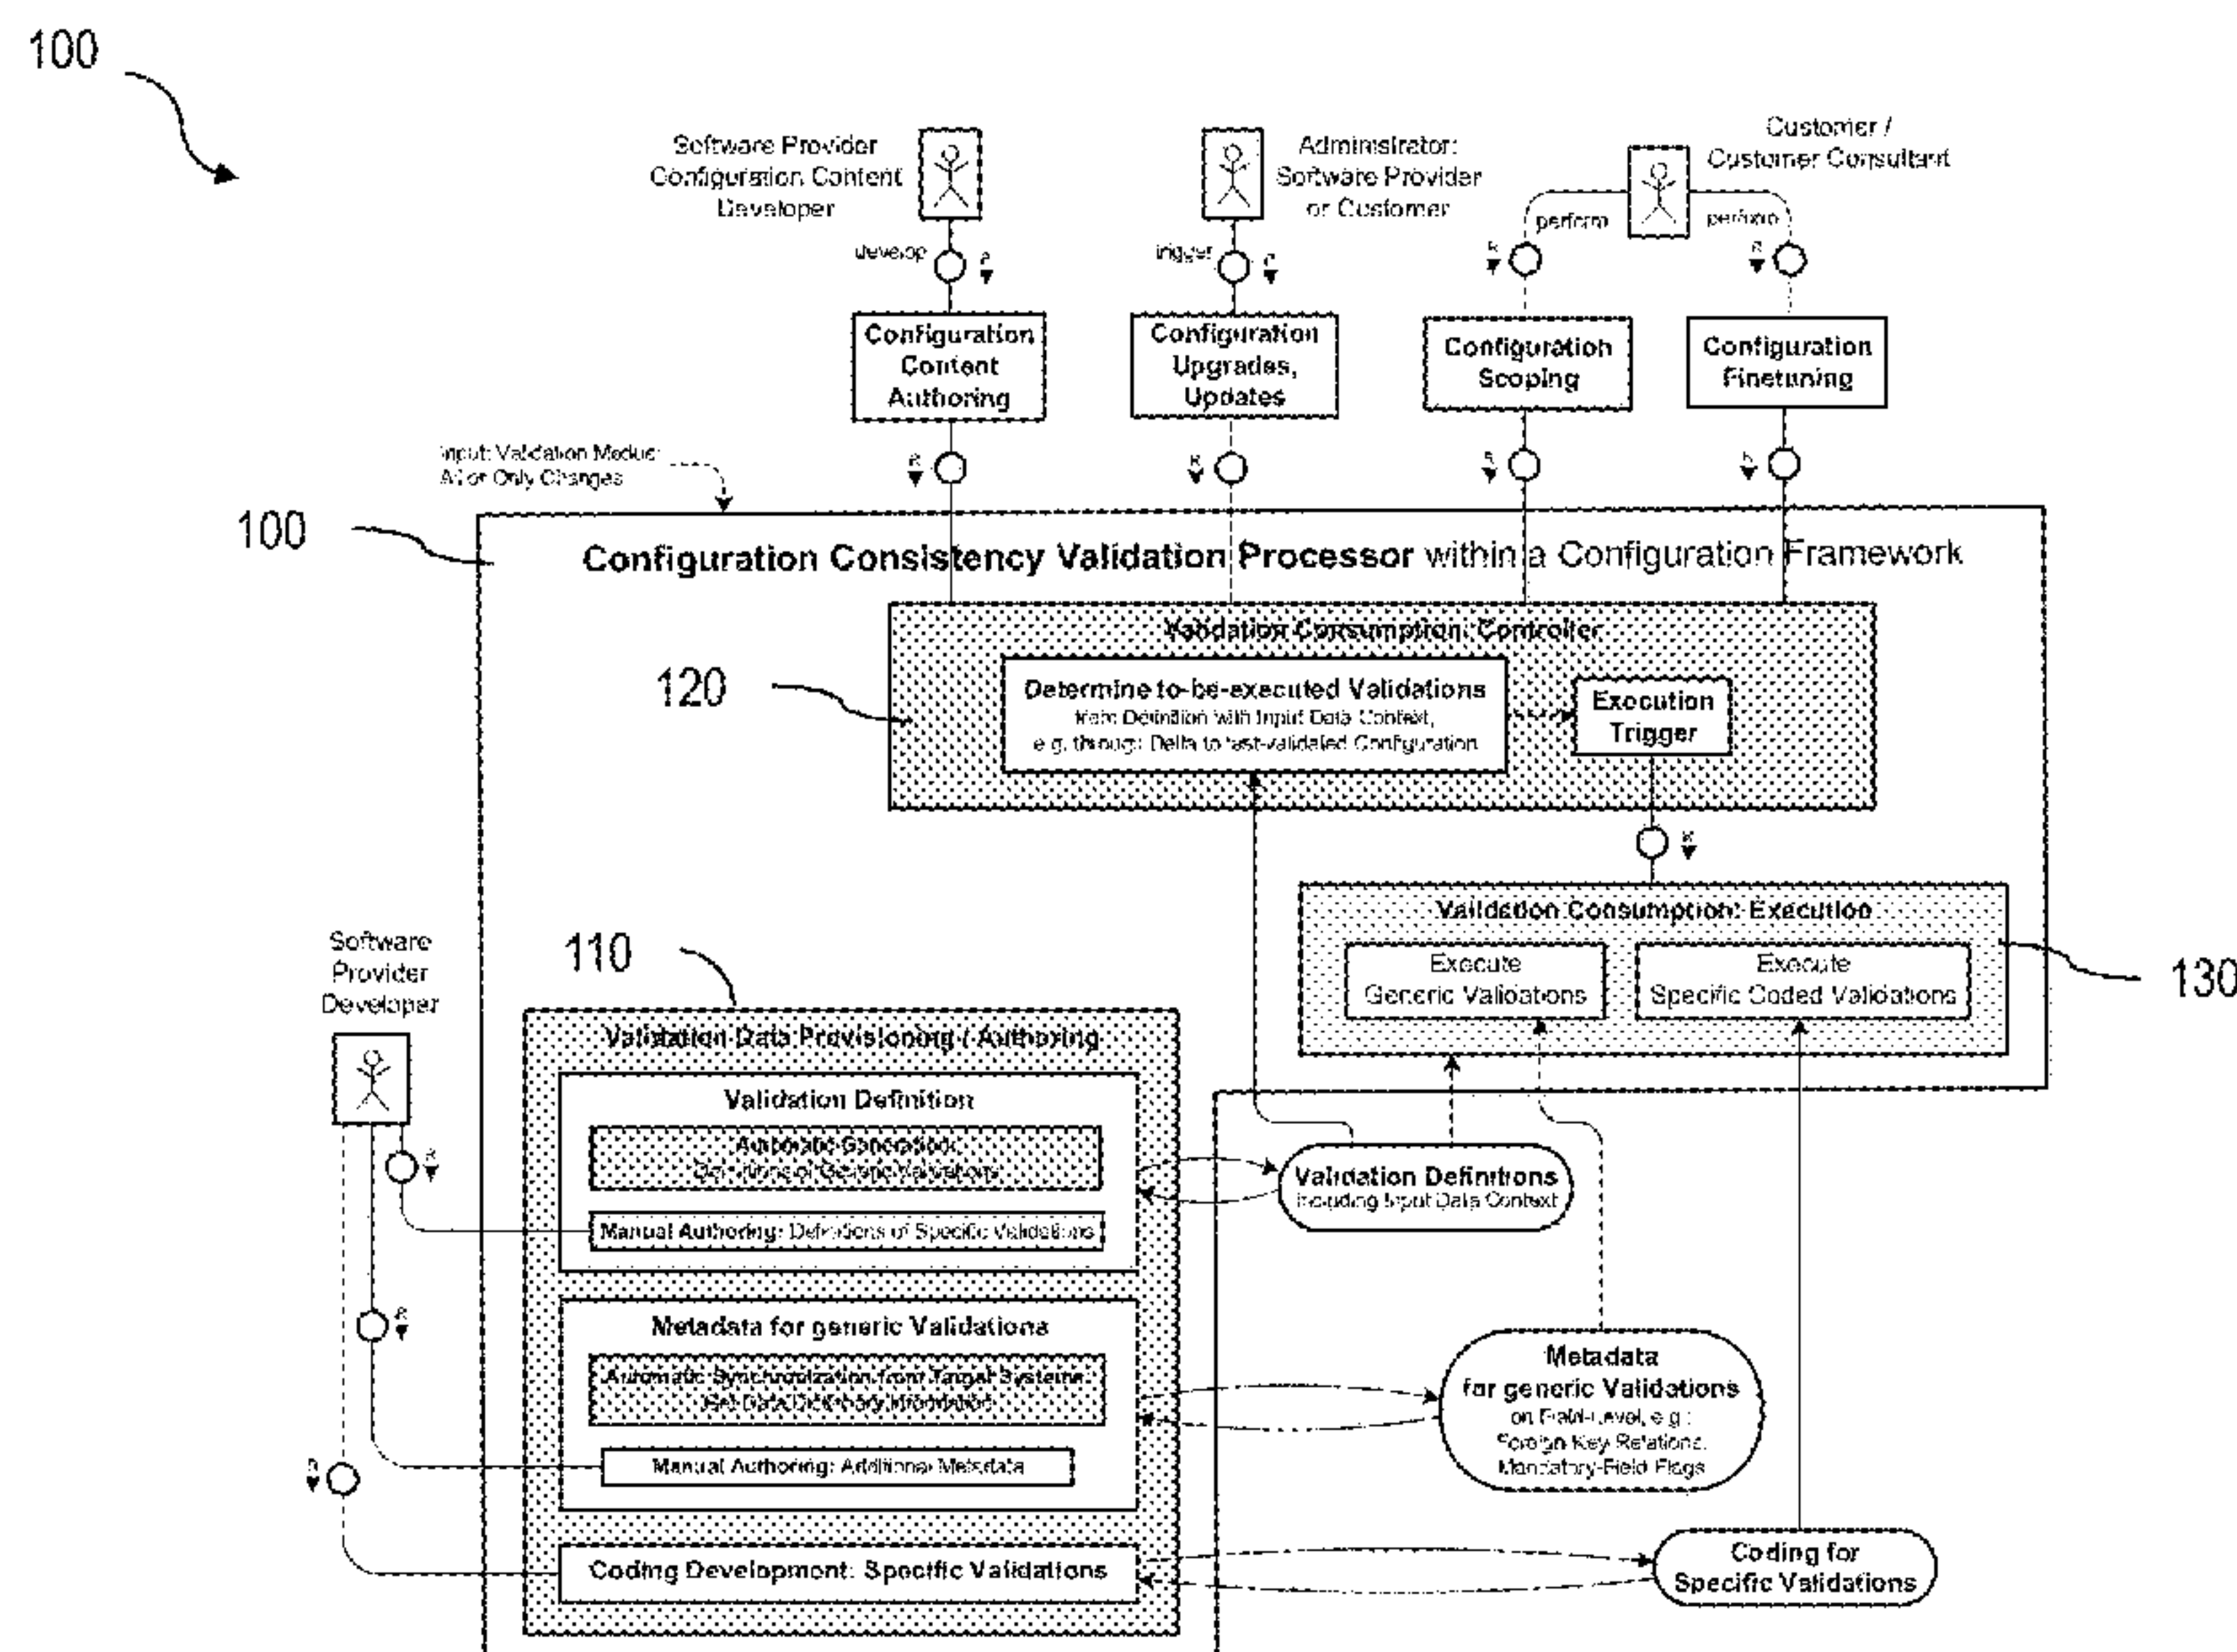 100
Software Provider
Configuration Content
Developer
Administrator:
Software Provider
or Customer
Customer /
Customer Consultant
develop
trigger
perform
perform
Configuration
Content
Authoring
Configuration
Upgrades,
Updates
Configuration
Scoping
Configuration
Finetuning
Input: Validation Modus:
All or Only Changes
R
R
R
R
100
Configuration Consistency Validation Processor within a Configuration Framework
Validation Consumption: Controller
120
Determine to-be-executed Validations
from Definition with Input Data Context,
e.g. through Delta to last-validated Configuration
Execution
Trigger
R
Validation Consumption: Execution
Execute
Generic Validations
Execute
Specific Coded Validations
130
Software
Provider
Developer
110
Validation Data Provisioning / Authoring
Validation Definition
Automatic Generation:
Definitions of Generic Validations
Manual Authoring: Definitions of Specific Validations
R
Validation Definitions
including Input Data Context
Metadada for generic Validations
Automatic Synchronization from Target Systems:
Get Data Dictionary Information
Manual Authoring: Additional Metadata
R
Metadada
for generic Validations
on Field-Level, e.g.:
Foreign Key Relations,
Mandatory-Field Flags
R
Coding Development: Specific Validations
Coding for
Specific Validations